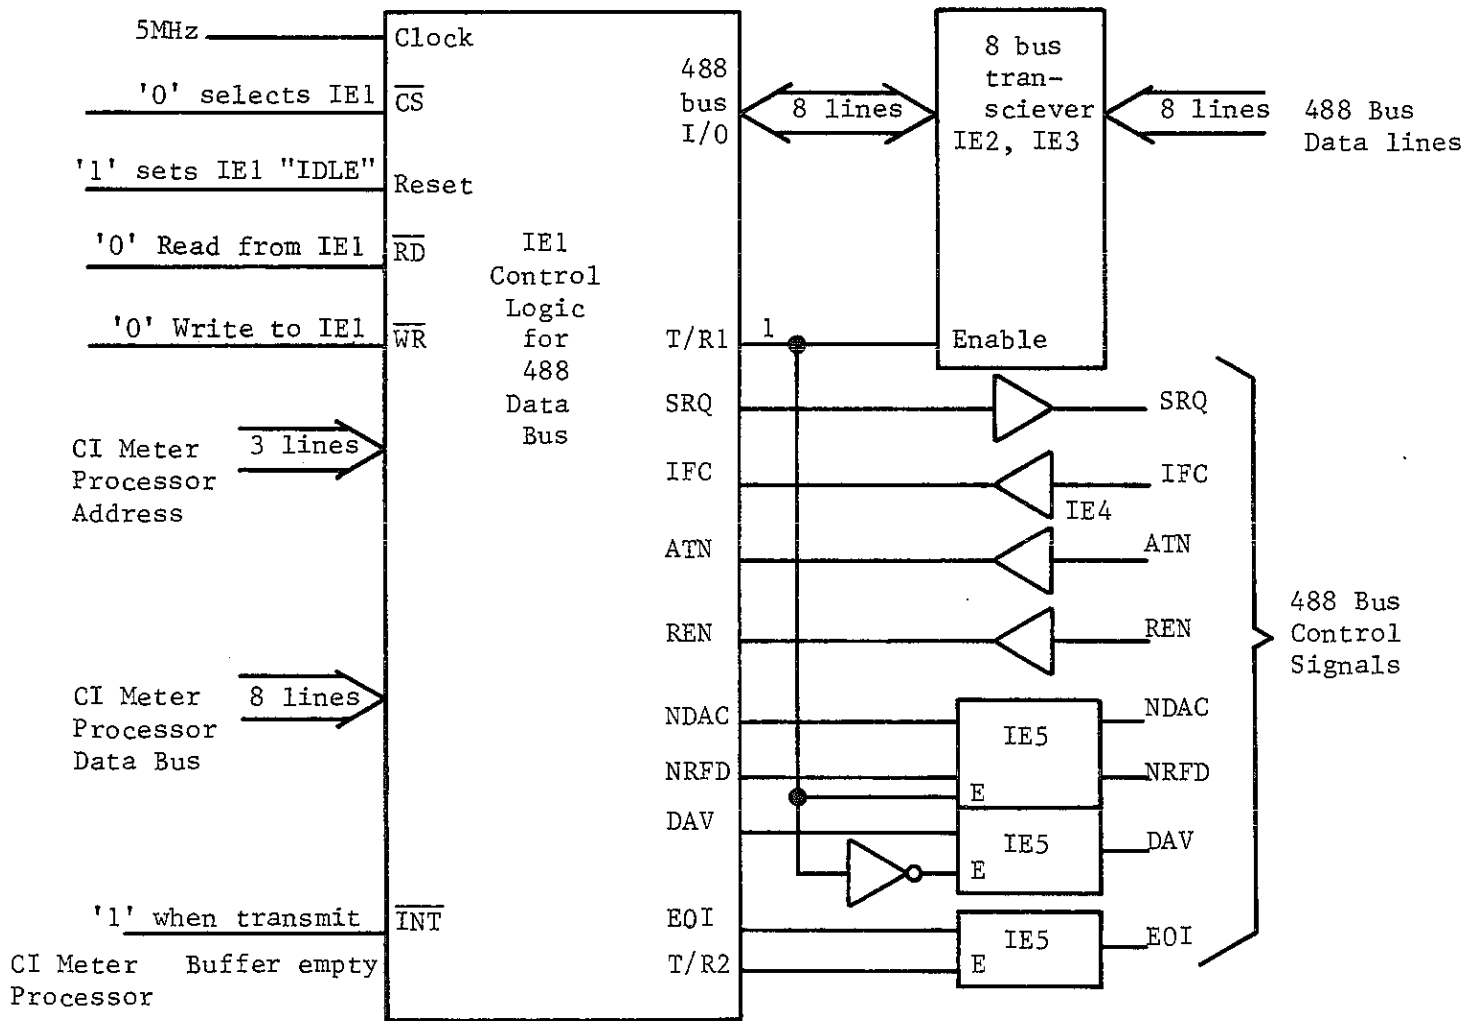 5MHz
Clock
'0' selects IE1
CS
'1' sets IE1 "IDLE"
Reset
'0' Read from IE1
RD
'0' Write to IE1
WR
CI Meter
Processor
Address
3 lines
CI Meter
Processor
Data Bus
8 lines
'1' when transmit
Buffer empty
INT
CI Meter
Processor
IE1
Control
Logic
for
488
Data
Bus
488
bus
I/O
8 lines
8 bus
tran-
sciever
IE2, IE3
Enable
8 lines
488 Bus
Data lines
T/R1
1
SRQ
SRQ
IFC
IE4
IFC
ATN
ATN
REN
REN
NDAC
IE5
NDAC
NRFD
NRFD
E
DAV
IE5
DAV
E
EOI
IE5
EOI
T/R2
E
488 Bus
Control
Signals